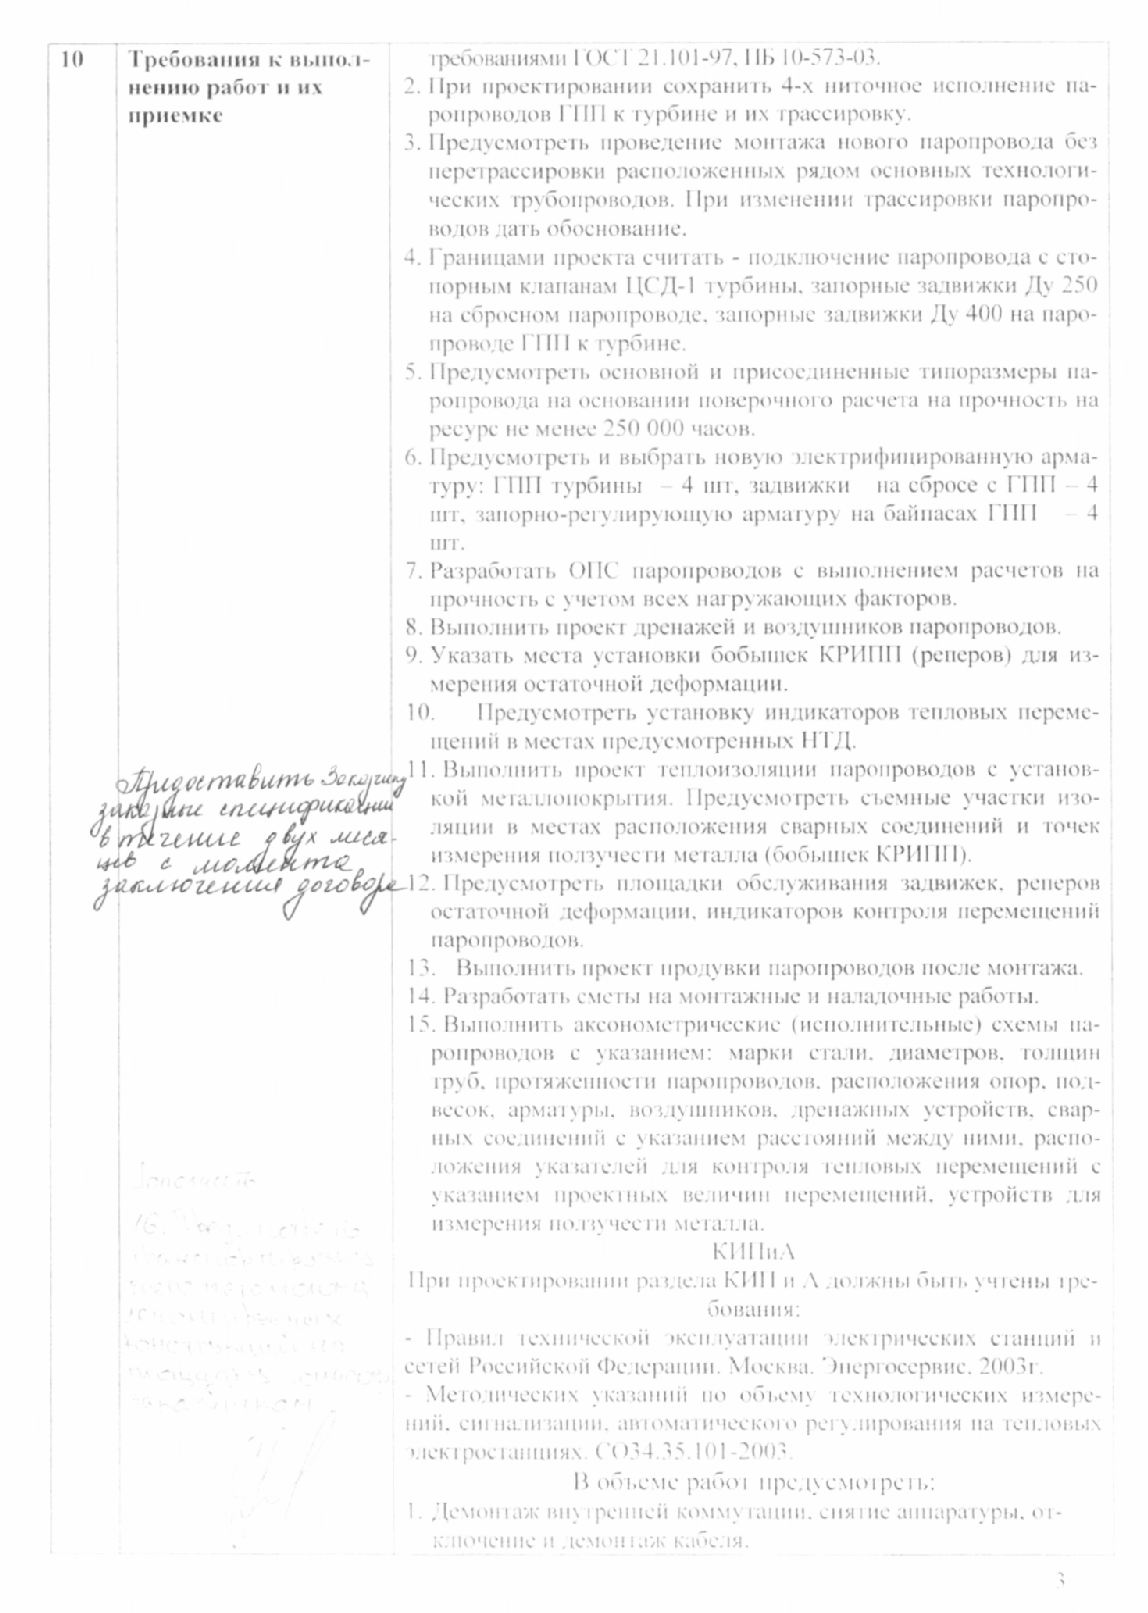 10
Требования к выпол-
нению работ и их
приемке
требованиями ГОСТ 21.101-97, ПБ 10-573-03.
2. При проектировании сохранить 4-х ниточное исполнение па-
ропроводов ГПП к турбине и их трассировку.
3. Предусмотреть проведение монтажа нового паропровода без
перетрассировки расположенных рядом основных технологи-
ческих трубопроводов. При изменении трассировки паропро-
водов дать обоснование.
4. Границами проекта считать - подключение паропровода с сто-
порным клапанам ЦСД-1 турбины, запорные задвижки Ду 250
на сбросном паропроводе, запорные задвижки Ду 400 на паро-
проводе ГПП к турбине.
5. Предусмотреть основной и присоединенные типоразмеры па-
ропровода на основании поверочного расчета на прочность на
ресурс не менее 250 000 часов.
6. Предусмотреть и выбрать новую электрифицированную арма-
туру: ГПП турбины – 4 шт, задвижки на сбросе с ГПП – 4
шт, запорно-регулирующую арматуру на байпасах ГПП – 4
шт.
7. Разработать ОПС паропроводов с выполнением расчетов на
прочность с учетом всех нагружающих факторов.
8. Выполнить проект дренажей и воздушников паропроводов.
9. Указать места установки бобышек КРИПП (реперов) для из-
мерения остаточной деформации.
10. Предусмотреть установку индикаторов тепловых переме-
щений в местах предусмотренных НТД.
11. Выполнить проект теплоизоляции паропроводов с установ-
кой металлопокрытия. Предусмотреть съемные участки изо-
ляции в местах расположения сварных соединений и точек
измерения ползучести металла (бобышек КРИПП).
12. Предусмотреть площадки обслуживания задвижек, реперов
остаточной деформации, индикаторов контроля перемещений
паропроводов.
13. Выполнить проект продувки паропроводов после монтажа.
14. Разработать сметы на монтажные и наладочные работы.
15. Выполнить аксонометрические (исполнительные) схемы па-
ропроводов с указанием: марки стали, диаметров, толщин
труб, протяженности паропроводов, расположения опор, под-
весок, арматуры, воздушников, дренажных устройств, свар-
ных соединений с указанием расстояний между ними, распо-
ложения указателей для контроля тепловых перемещений с
указанием проектных величин перемещений, устройств для
измерения ползучести металла.
КИПиА
При проектировании раздела КИП и А должны быть учтены тре-
бования:
- Правил технической эксплуатации электрических станций и
сетей Российской Федерации. Москва. Энергосервис. 2003г.
- Методических указаний по объему технологических измере-
ний, сигнализации, автоматического регулирования на тепловых
электростанциях. СО34.35.101-2003.
В объеме работ предусмотреть:
1. Демонтаж внутренней коммутации, снятие аппаратуры, от-
ключение и демонтаж кабеля.
Предоставить Заказчику
заказные спецификации
в течение двух меся-
цев с момента
заключения договора
Дополнить
16.
3